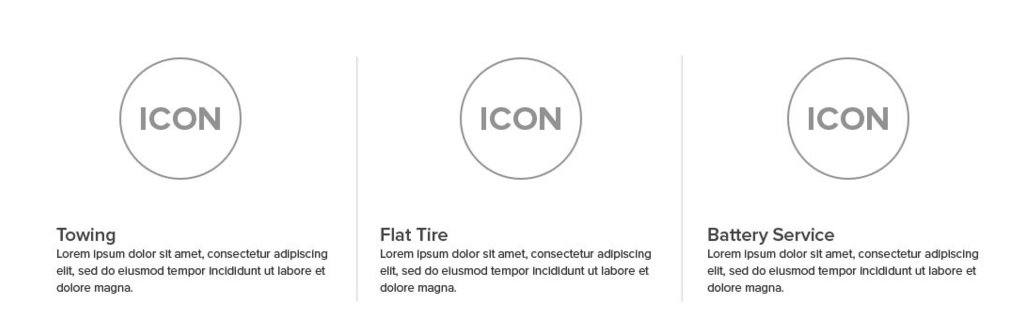 ICON
ICON
ICON
Towing
Lorem ipsum dolor sit amet, consectetur adipiscing
elit, sed do eiusmod tempor incididunt ut labore et
dolore magna.
Flat Tire
Lorem ipsum dolor sit amet, consectetur adipiscing
elit, sed do eiusmod tempor incididunt ut labore et
dolore magna.
Battery Service
Lorem ipsum dolor sit amet, consectetur adipiscing
elit, sed do eiusmod tempor incididunt ut labore et
dolore magna.